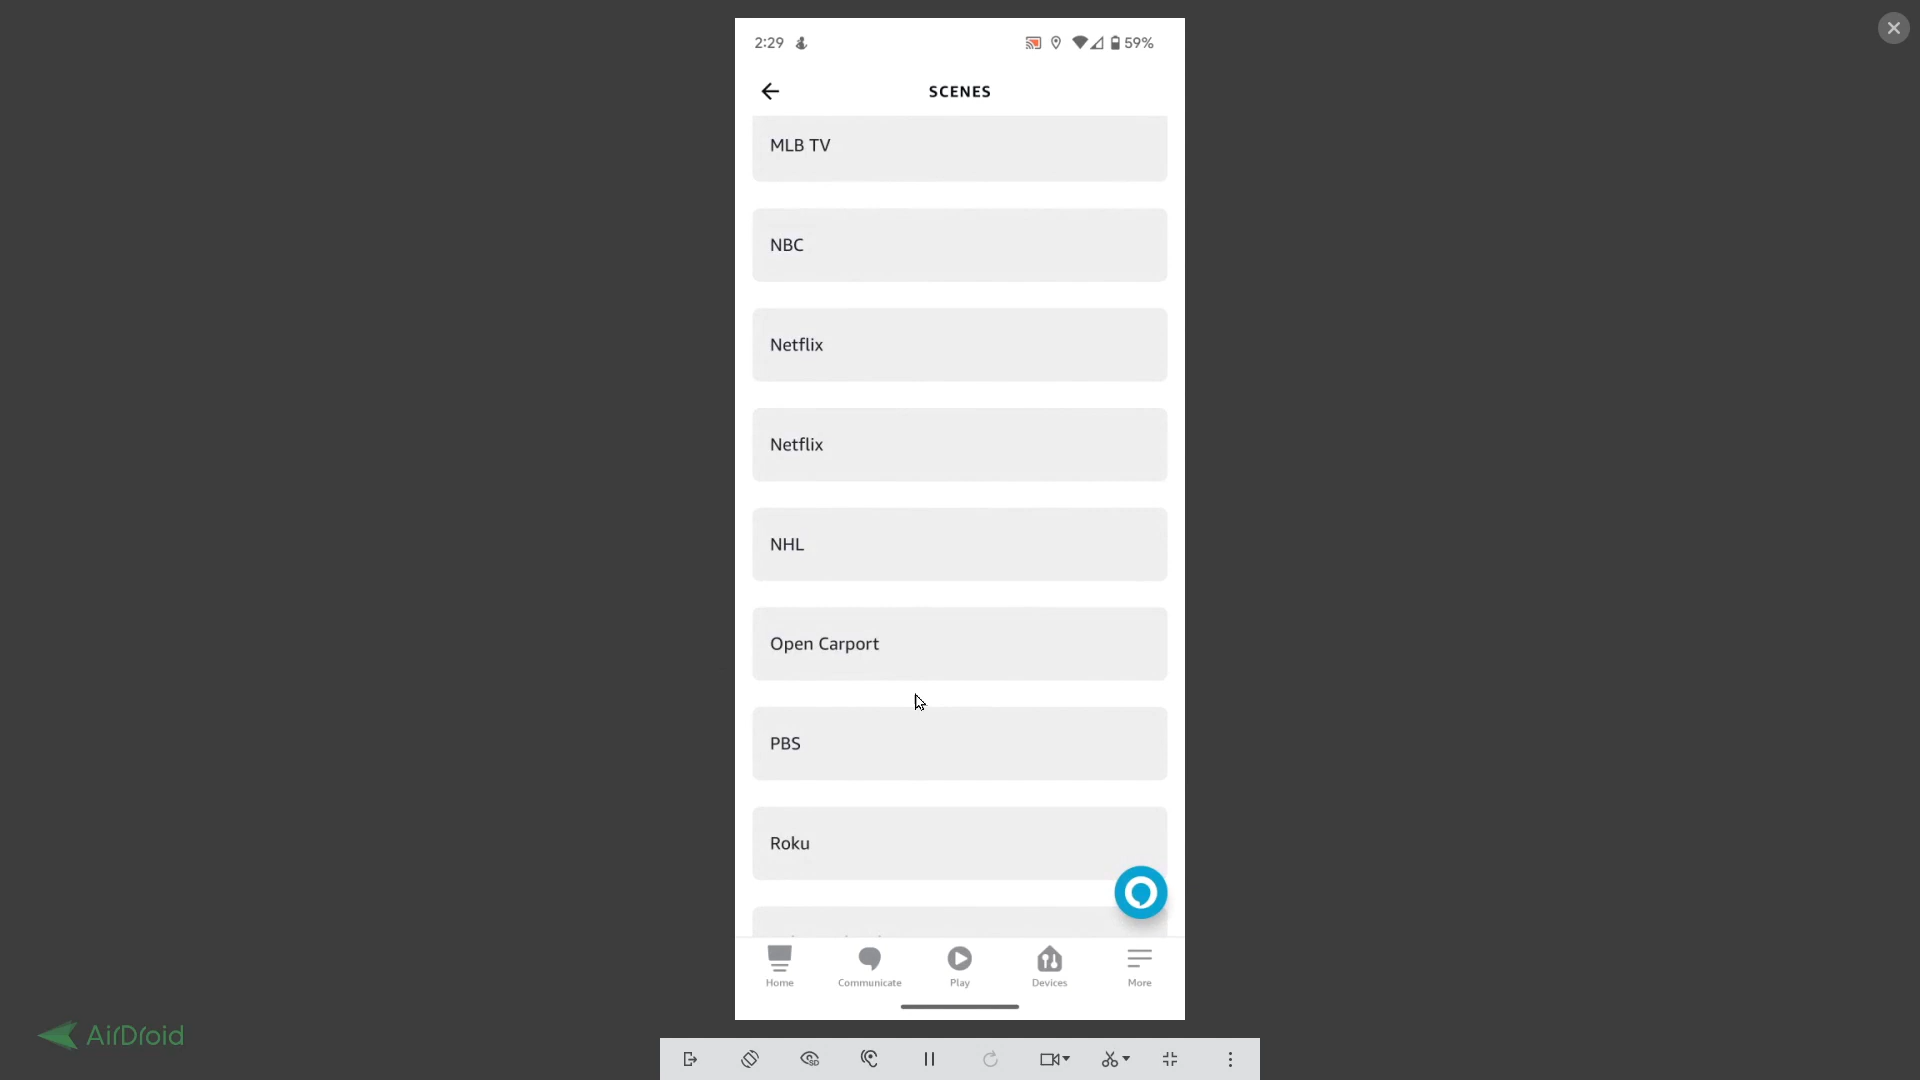 2:29
59%
SCENES
MLB TV
NBC
Netflix
Netflix
NHL
Open Carport
PBS
Roku
Home
Communicate
Play
Devices
More
AirDroid
SD